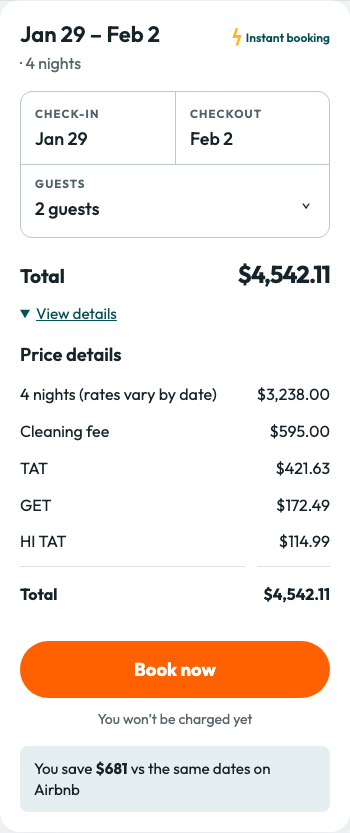 Jan 29 – Feb 2
Instant booking
· 4 nights
CHECK-IN
Jan 29
CHECKOUT
Feb 2
GUESTS
2 guests
Total $4,542.11
▼ View details
Price details
4 nights (rates vary by date) $3,238.00
Cleaning fee $595.00
TAT $421.63
GET $172.49
HI TAT $114.99
Total $4,542.11
Book now
You won't be charged yet
You save $681 vs the same dates on
Airbnb